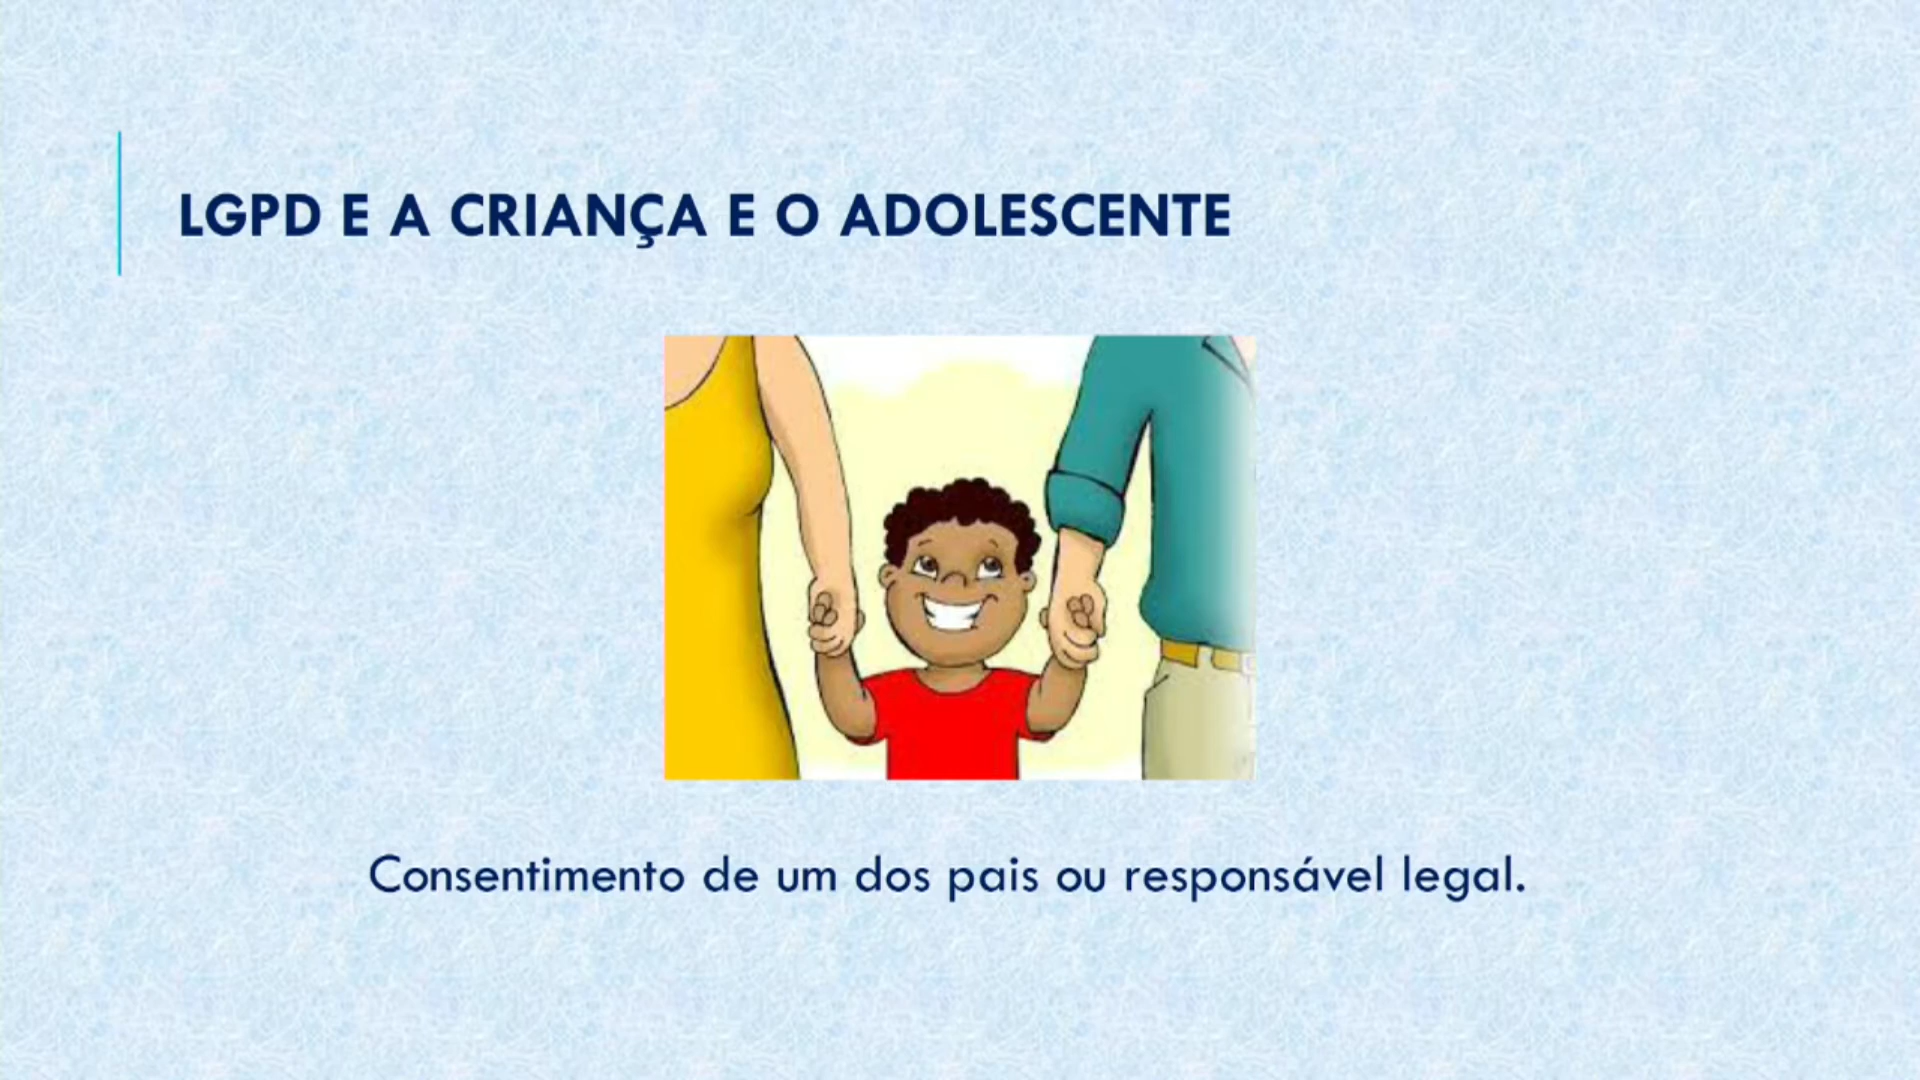 LGPD E A CRIANÇA E O ADOLESCENTE
Consentimento de um dos pais ou responsável legal.